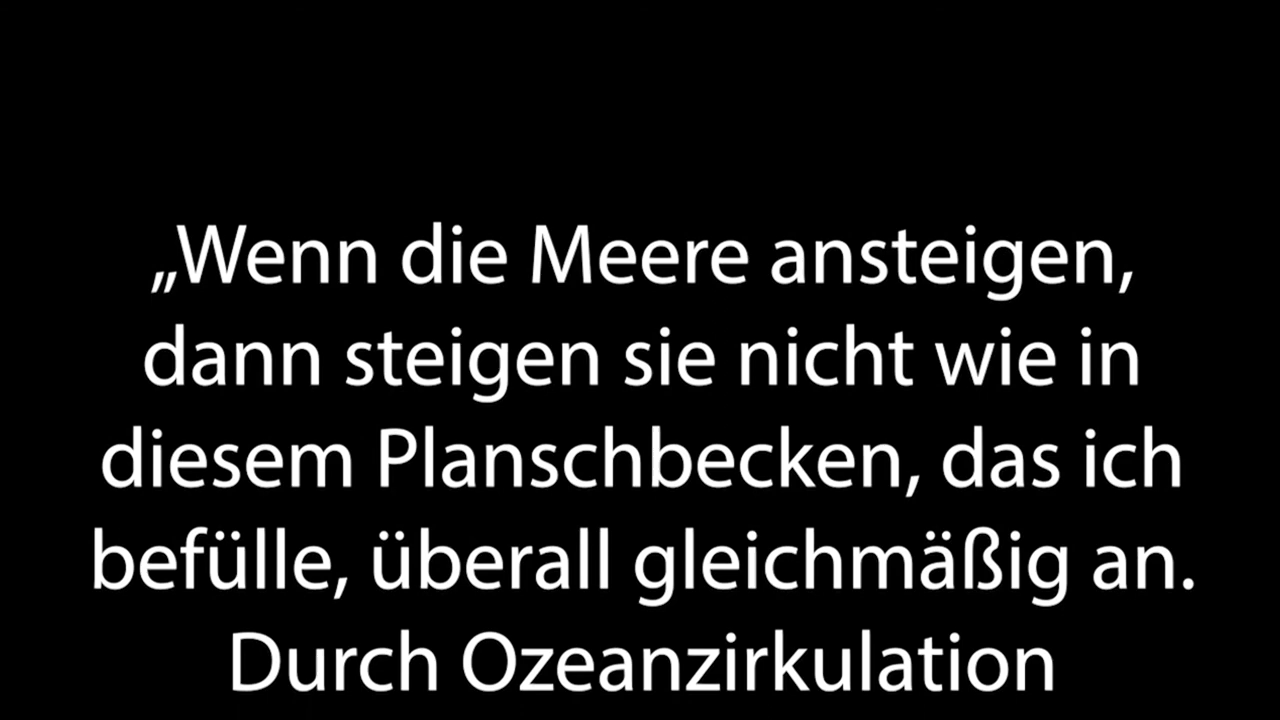 „Wenn die Meere ansteigen,
dann steigen sie nicht wie in
diesem Planschbecken, das ich
befülle, überall gleichmäßig an.
Durch Ozeanzirkulation